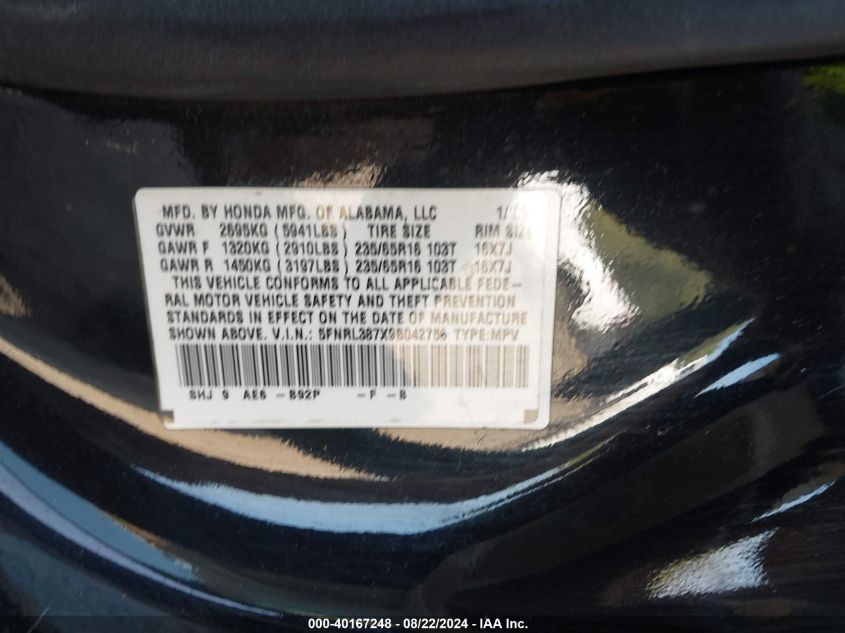 MFD. BY HONDA MFG. OF ALABAMA, LLC 1/
GVWR 2695KG (5941LBS) TIRE SIZE RIM SIZE
GAWR F 1320KG (2910LBS) 235/65R16 103T 16X7J
GAWR R 1450KG (3197LBS) 235/65R16 103T 16X7J
THIS VEHICLE CONFORMS TO ALL APPLICABLE FEDE-
RAL MOTOR VEHICLE SAFETY AND THEFT PREVENTION
STANDARDS IN EFFECT ON THE DATE OF MANUFACTURE
SHOWN ABOVE. V.I.N.: 5FNRL387X9B042756 TYPE:MPV
SHJ 9 AE6 -B92P -F -B
000-40167248 - 08/22/2024 - IAA Inc.